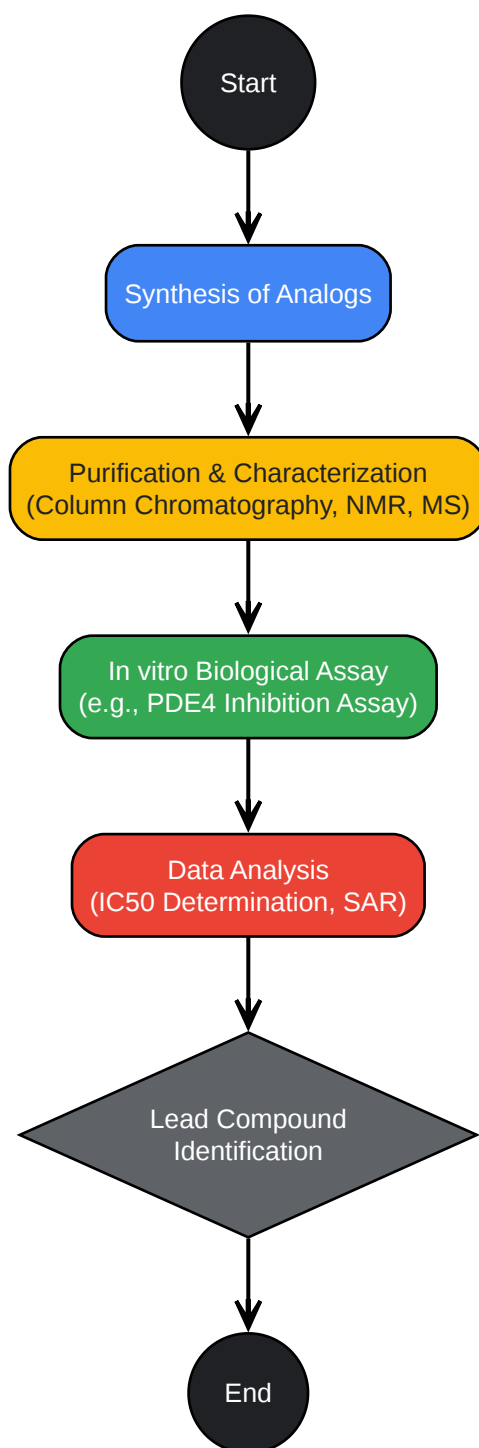 Start
Synthesis of Analogs
Purification & Characterization
(Column Chromatography, NMR, MS)
In vitro Biological Assay
(e.g., PDE4 Inhibition Assay)
Data Analysis
(IC50 Determination, SAR)
Lead Compound
Identification
End